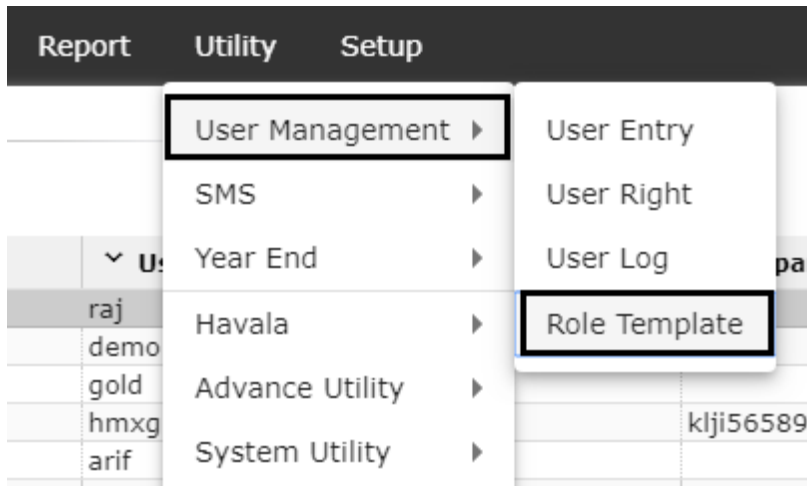 Report Utility Setup
User Management User Entry
SMS User Right
Year End User Log
raj
Havala Role Template
demo
gold Advance Utility
hmxg klji56589
arif System Utility